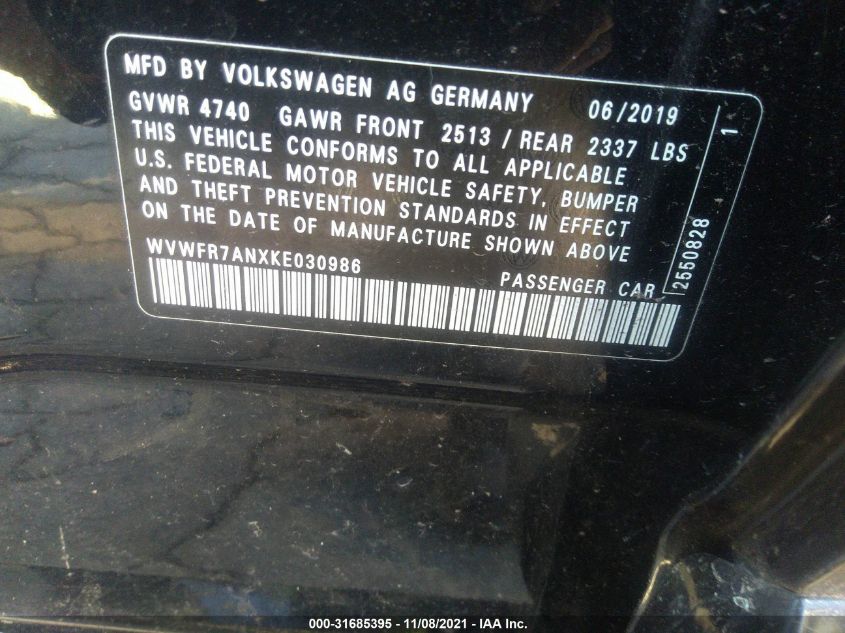 MFD BY VOLKSWAGEN AG GERMANY 06/2019
GVWR 4740 GAWR FRONT 2513 / REAR 2337 LBS
THIS VEHICLE CONFORMS TO ALL APPLICABLE
U.S. FEDERAL MOTOR VEHICLE SAFETY, BUMPER
AND THEFT PREVENTION STANDARDS IN EFFECT
ON THE DATE OF MANUFACTURE SHOWN ABOVE
WVWFR7ANXKE030986
PASSENGER CAR
2550828
1
000-31685395 - 11/08/2021 - IAA Inc.